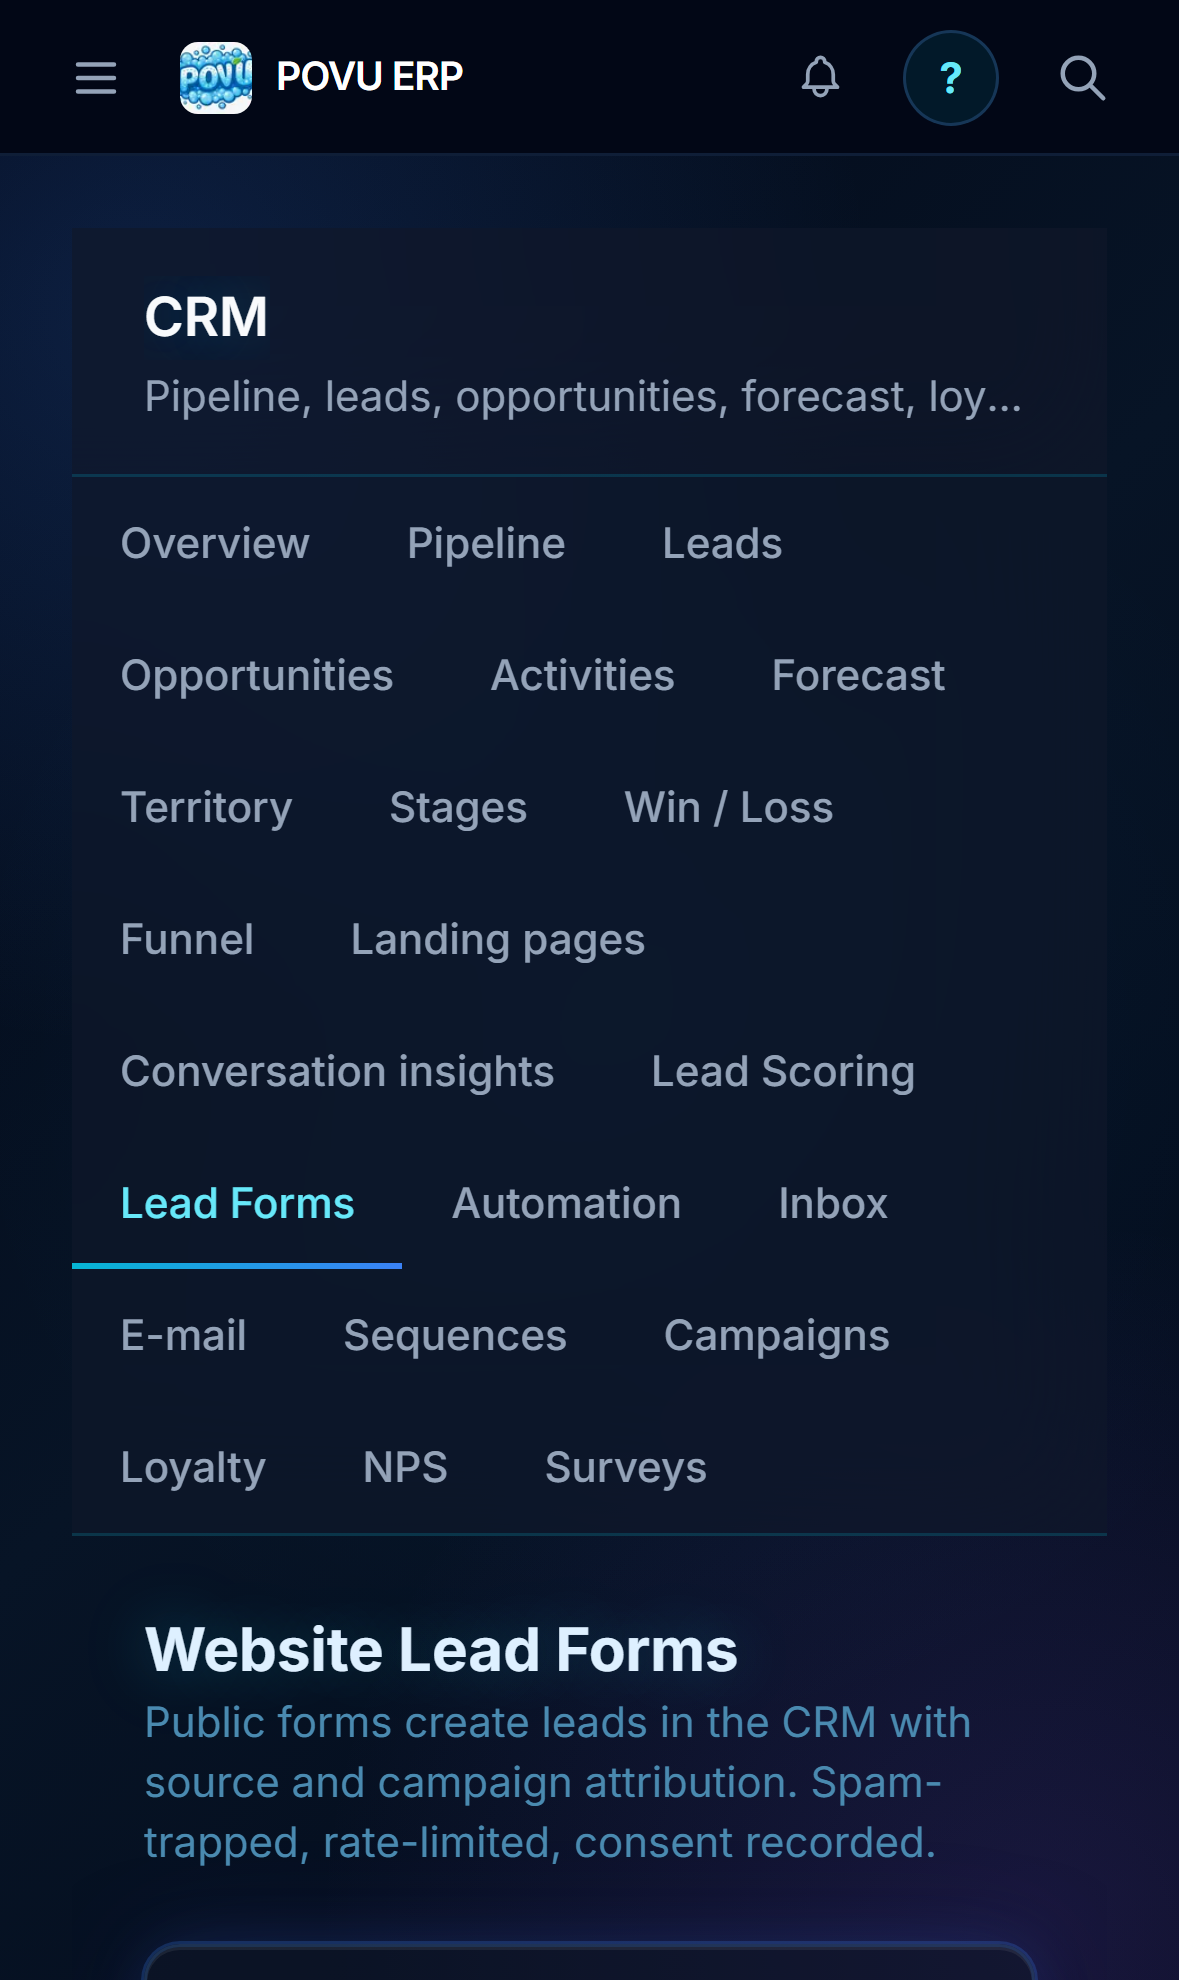 POVU POVU ERP ?
CRM
Pipeline, leads, opportunities, forecast, loy...
Overview Pipeline Leads
Opportunities Activities Forecast
Territory Stages Win / Loss
Funnel Landing pages
Conversation insights Lead Scoring
Lead Forms Automation Inbox
E-mail Sequences Campaigns
Loyalty NPS Surveys
Website Lead Forms
Public forms create leads in the CRM with
source and campaign attribution. Spam-
trapped, rate-limited, consent recorded.